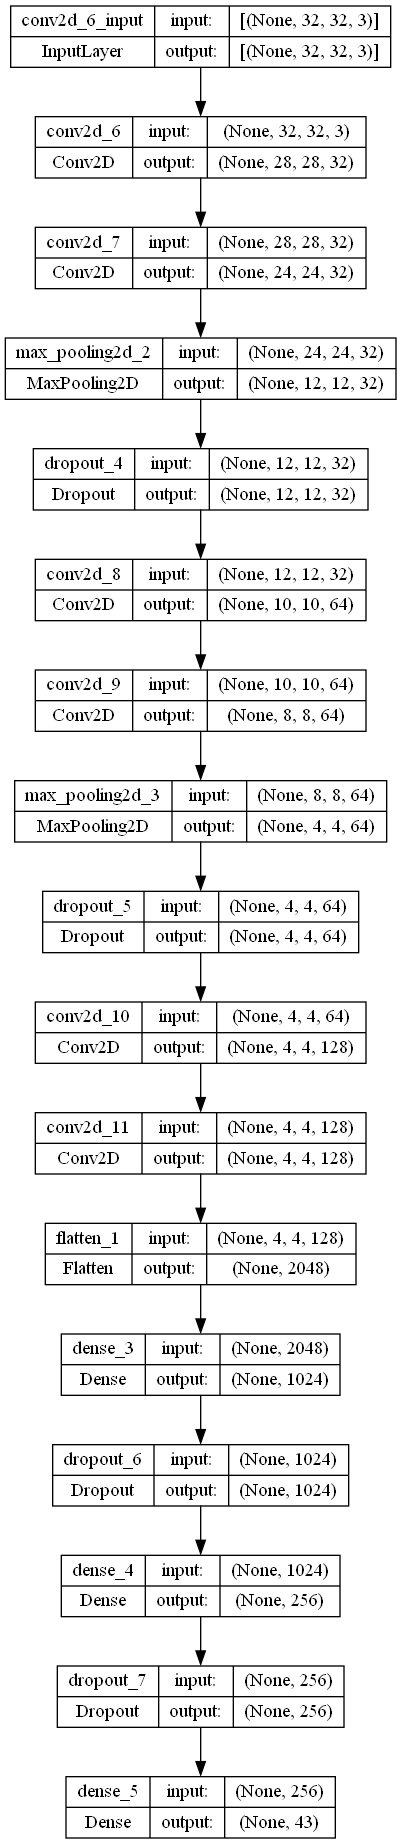 conv2d_6_input input: [(None, 32, 32, 3)]
InputLayer output: [(None, 32, 32, 3)]
conv2d_6 input: (None, 32, 32, 3)
Conv2D output: (None, 28, 28, 32)
conv2d_7 input: (None, 28, 28, 32)
Conv2D output: (None, 24, 24, 32)
max_pooling2d_2 input: (None, 24, 24, 32)
MaxPooling2D output: (None, 12, 12, 32)
dropout_4 input: (None, 12, 12, 32)
Dropout output: (None, 12, 12, 32)
conv2d_8 input: (None, 12, 12, 32)
Conv2D output: (None, 10, 10, 64)
conv2d_9 input: (None, 10, 10, 64)
Conv2D output: (None, 8, 8, 64)
max_pooling2d_3 input: (None, 8, 8, 64)
MaxPooling2D output: (None, 4, 4, 64)
dropout_5 input: (None, 4, 4, 64)
Dropout output: (None, 4, 4, 64)
conv2d_10 input: (None, 4, 4, 64)
Conv2D output: (None, 4, 4, 128)
conv2d_11 input: (None, 4, 4, 128)
Conv2D output: (None, 4, 4, 128)
flatten_1 input: (None, 4, 4, 128)
Flatten output: (None, 2048)
dense_3 input: (None, 2048)
Dense output: (None, 1024)
dropout_6 input: (None, 1024)
Dropout output: (None, 1024)
dense_4 input: (None, 1024)
Dense output: (None, 256)
dropout_7 input: (None, 256)
Dropout output: (None, 256)
dense_5 input: (None, 256)
Dense output: (None, 43)